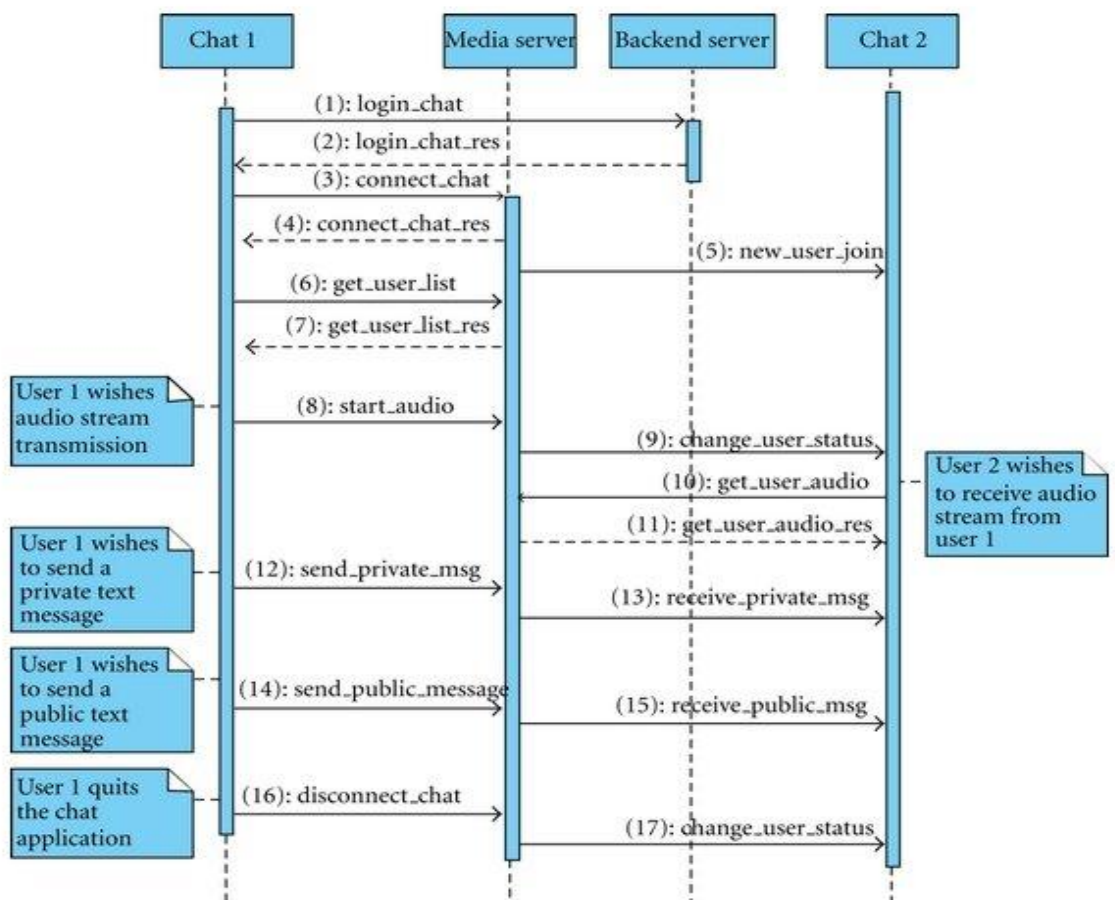 Chat 1
Media server
Backend server
Chat 2
(1): login_chat
(2): login_chat_res
(3): connect_chat
(4): connect_chat_res
(5): new_user_join
(6): get_user_list
(7): get_user_list_res
User 1 wishes
audio stream
transmission
(8): start_audio
(9): change_user_status
(10): get_user_audio
User 2 wishes
to receive audio
stream from
user 1
(11): get_user_audio_res
User 1 wishes
to send a
private text
message
(12): send_private_msg
(13): receive_private_msg
User 1 wishes
to send a
public text
message
(14): send_public_message
(15): receive_public_msg
User 1 quits
the chat
application
(16): disconnect_chat
(17): change_user_status